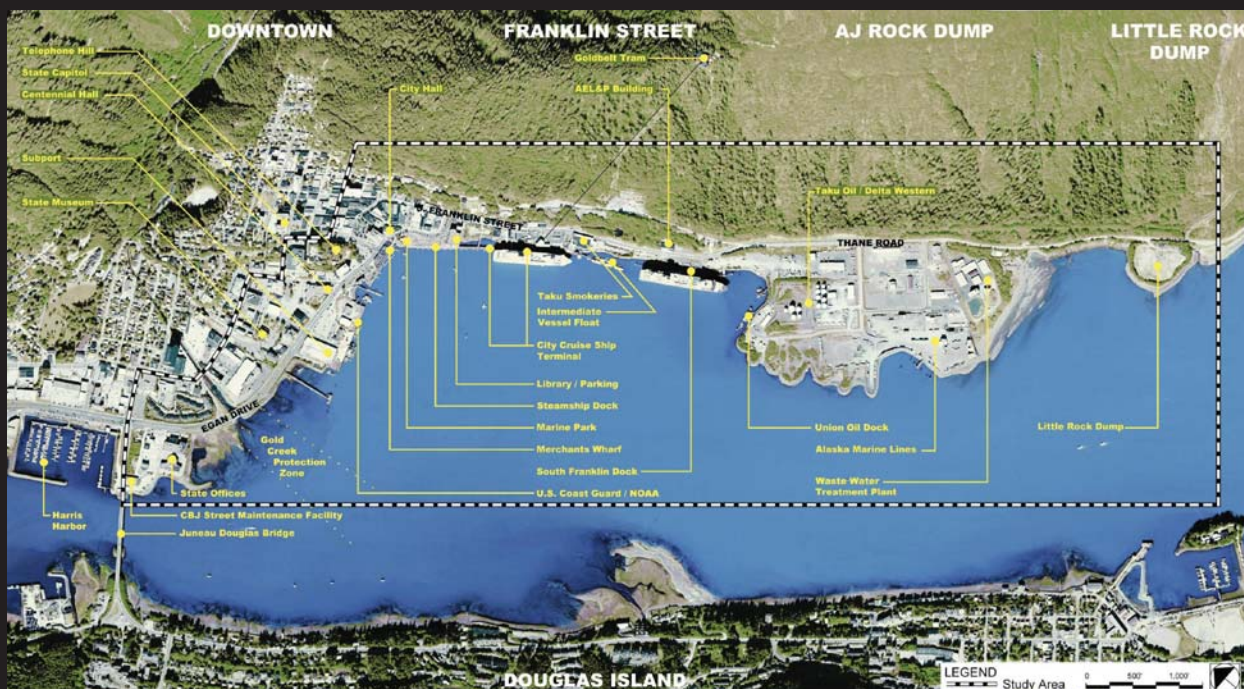 DOWNTOWN
FRANKLIN STREET
AJ ROCK DUMP
LITTLE ROCK
DUMP
Telephone Hill
State Capitol
Centennial Hall
Subport
State Museum
City Hall
Goldbelt Tram
AEL&P Building
Taku Oil / Delta Western
FRANKLIN STREET
THANE ROAD
EGAN DRIVE
Taku Smokeries
Intermediate
Vessel Float
City Cruise Ship
Terminal
Library / Parking
Steamship Dock
Marine Park
Merchants Wharf
South Franklin Dock
U.S. Coast Guard / NOAA
Union Oil Dock
Alaska Marine Lines
Waste Water
Treatment Plant
Little Rock Dump
Gold
Creek
Protection
Zone
State Offices
CBJ Street Maintenance Facility
Juneau Douglas Bridge
Harris
Harbor
DOUGLAS ISLAND
LEGEND
Study Area
0 500' 1,000'